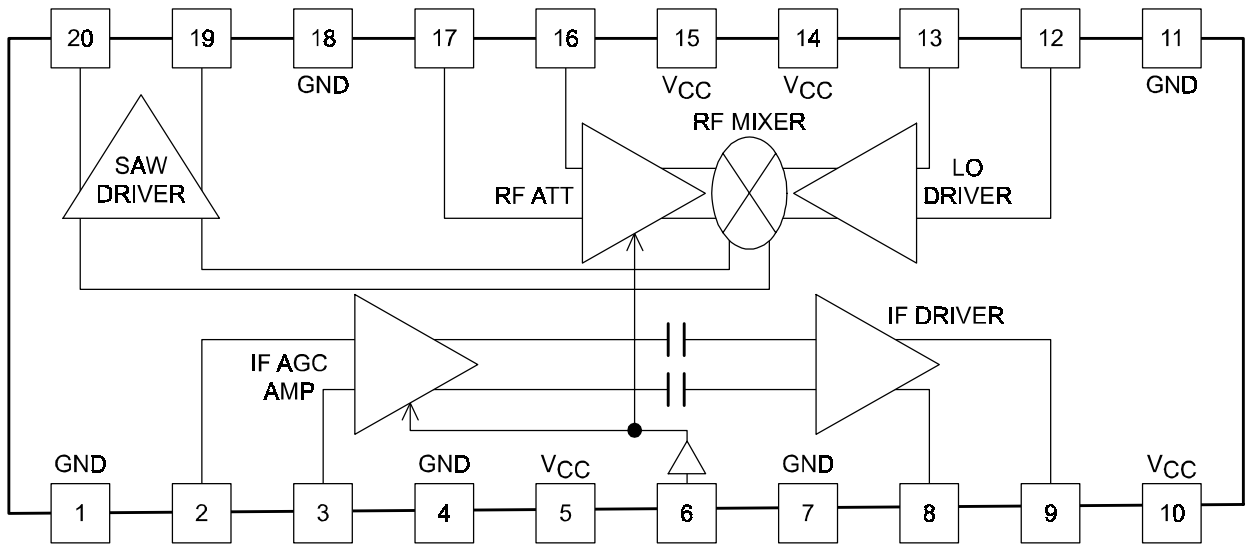 20 19 18 17 16 15 14 13 12 11
GND VCC VCC GND
RF MIXER
SAW
DRIVER
RF ATT
LO
DRIVER
IF DRIVER
IF AGC
AMP
GND GND VCC GND VCC
1 2 3 4 5 6 7 8 9 10